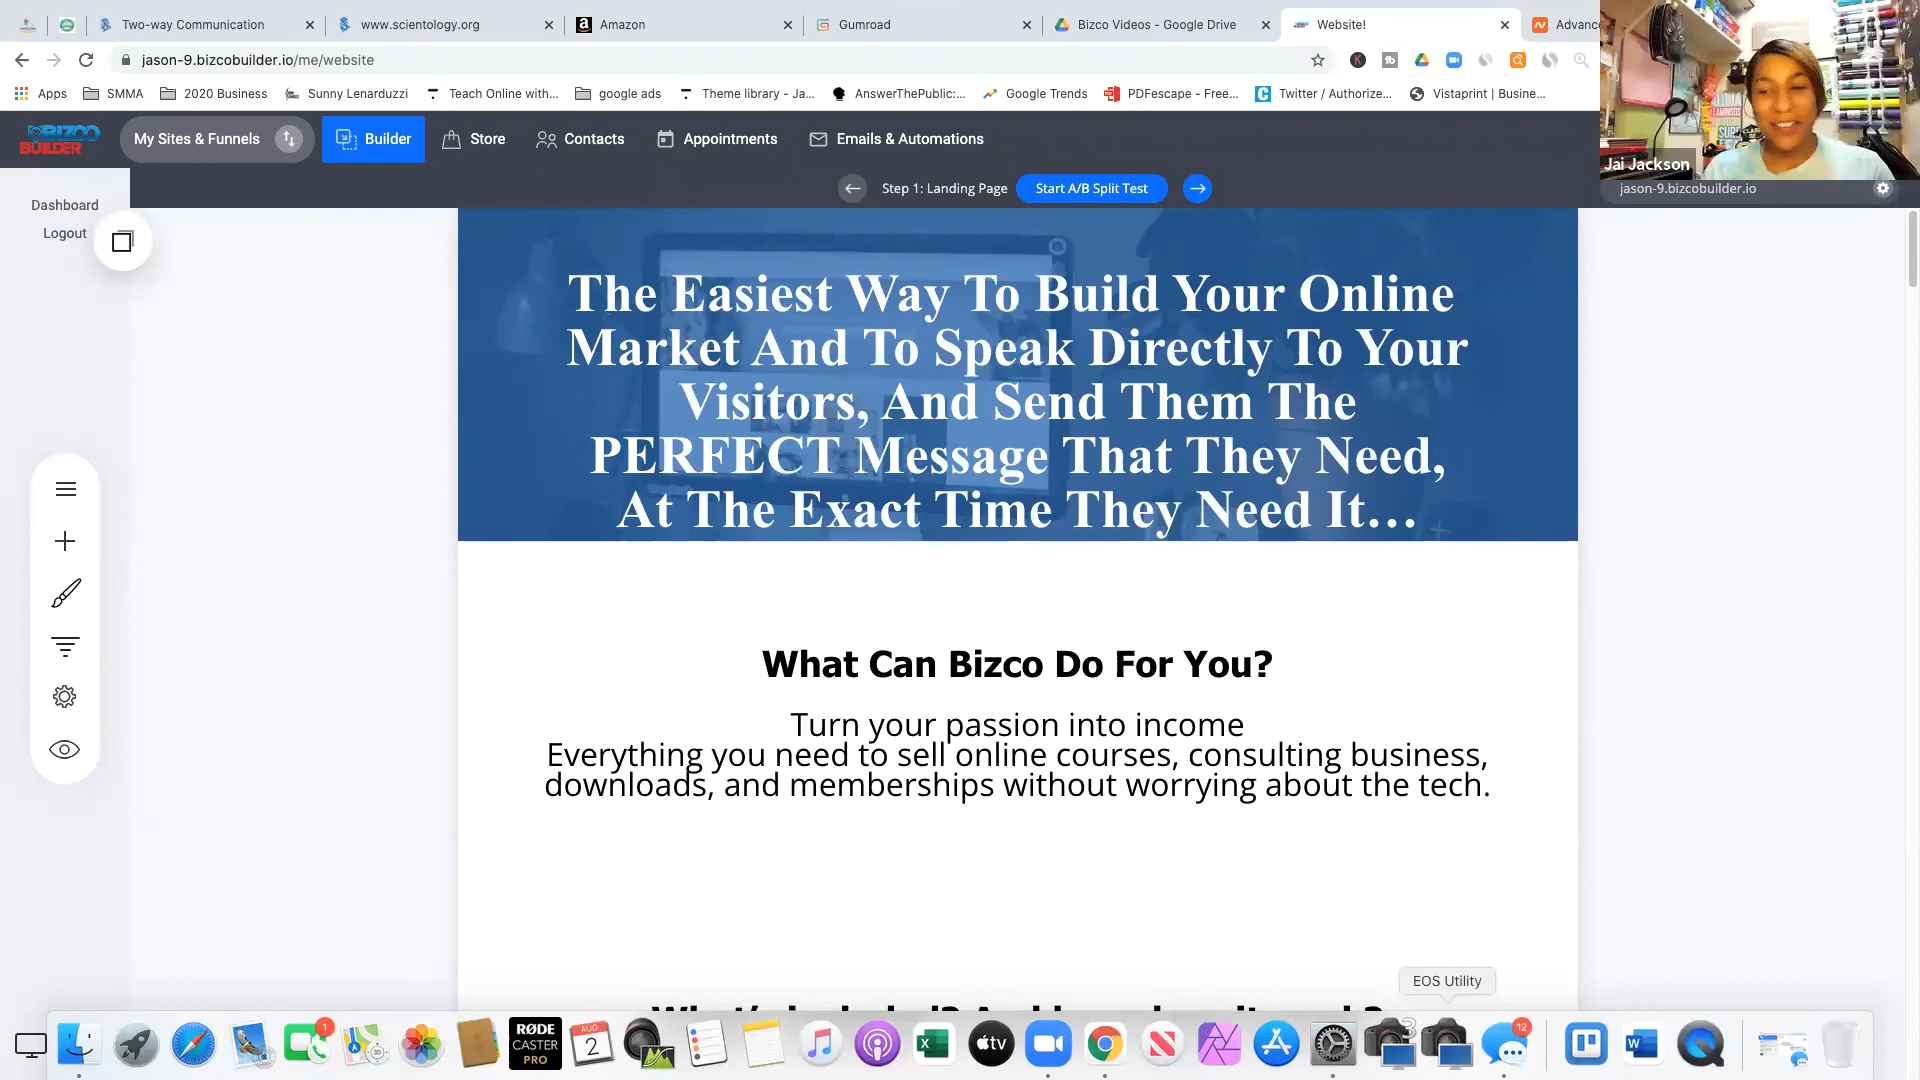 Two-way Communication
www.scientology.org
Amazon
Gumroad
Bizco Videos - Google Drive
Website!
Advanc
jason-9.bizcobuilder.io/me/website
Apps
SMMA
2020 Business
Sunny Lenarduzzi
Teach Online with...
google ads
Theme library - Ja...
AnswerThePublic:...
Google Trends
PDFescape - Free...
Twitter / Authorize...
Vistaprint | Busine...
BIZCO
BUILDER
My Sites & Funnels
Builder
Store
Contacts
Appointments
Emails & Automations
Jai Jackson
Step 1: Landing Page
Start A/B Split Test
jason-9.bizcobuilder.io
Dashboard
Logout
The Easiest Way To Build Your Online
Market And To Speak Directly To Your
Visitors, And Send Them The
PERFECT Message That They Need,
At The Exact Time They Need It...
What Can Bizco Do For You?
Turn your passion into income
Everything you need to sell online courses, consulting business,
downloads, and memberships without worrying about the tech.
EOS Utility
1
RØDE
CASTER
PRO
AUG
2
tv
3
12